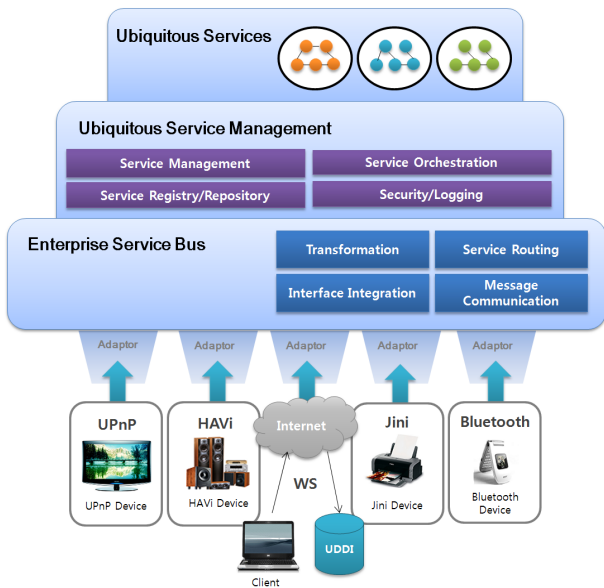 Ubiquitous Services
Ubiquitous Service Management
Service Management
Service Orchestration
Service Registry/Repository
Security/Logging
Enterprise Service Bus
Transformation
Service Routing
Interface Integration
Message
Communication
Adaptor
Adaptor
Adaptor
Adaptor
Adaptor
UPnP
HAVi
Internet
Jini
Bluetooth
UPnP Device
HAVi Device
WS
Jini Device
Bluetooth
Device
UDDI
Client